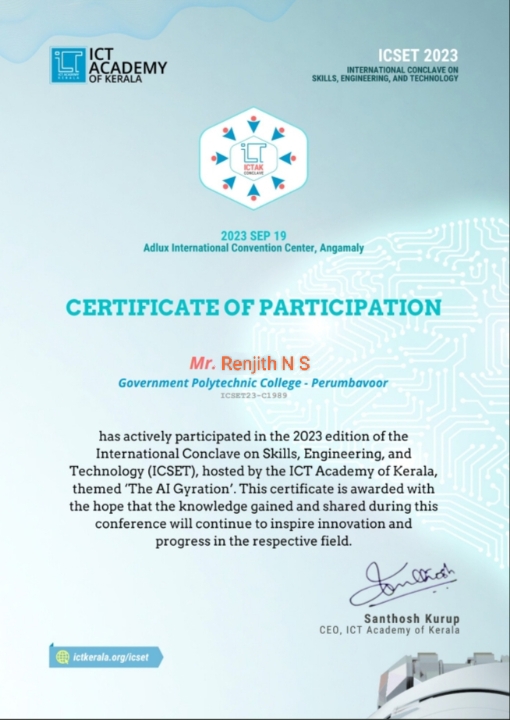 ICT
ACADEMY
OF KERALA
ICSET 2023
INTERNATIONAL CONCLAVE ON
SKILLS, ENGINEERING, AND TECHNOLOGY
ICTAK
CONCLAVE
2023 SEP 19
Adlux International Convention Center, Angamaly
CERTIFICATE OF PARTICIPATION
Mr. Renjith N S
Government Polytechnic College - Perumbavoor
ICSET23-C1989
has actively participated in the 2023 edition of the
International Conclave on Skills, Engineering, and
Technology (ICSET), hosted by the ICT Academy of Kerala,
themed ‘The AI Gyration’. This certificate is awarded with
the hope that the knowledge gained and shared during this
conference will continue to inspire innovation and
progress in the respective field.
Santhosh Kurup
CEO, ICT Academy of Kerala
ictkerala.org/icset